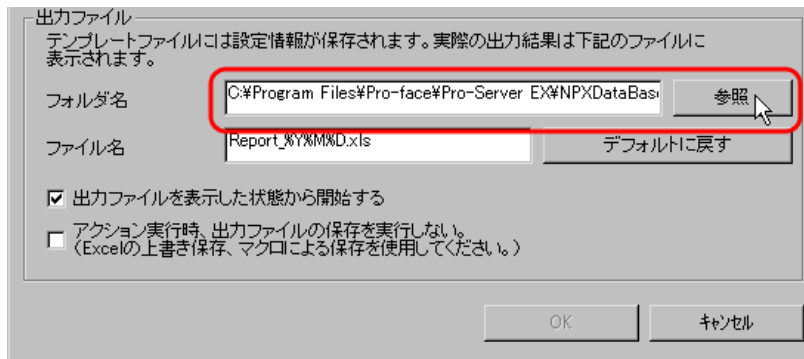 出力ファイル
テンプレートファイルには設定情報が保存されます。実際の出力結果は下記のファイルに
表示されます。
フォルダ名 C:¥Program Files¥Pro-face¥Pro-Server EX¥NPXDataBas 参照
ファイル名 Report_%Y%M%D.xls デフォルトに戻す
出力ファイルを表示した状態から開始する
アクション実行時、出力ファイルの保存を実行しない。
(Excelの上書き保存、マクロによる保存を使用してください。)
OK キャンセル